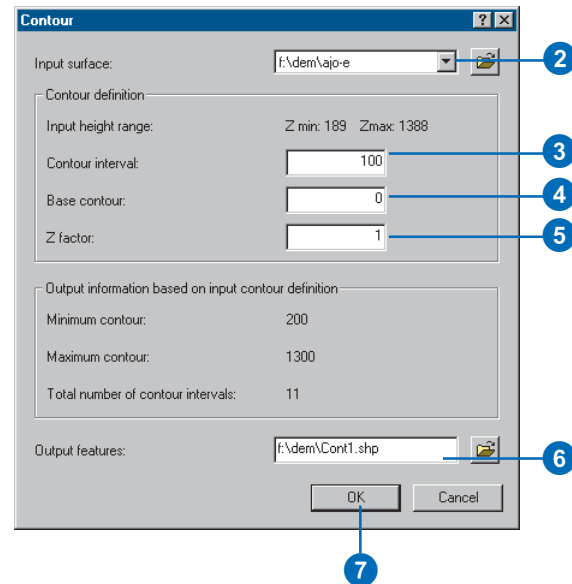 Contour
Input surface: f:\dem\ajo-e 2
Contour definition
Input height range: Z min: 189 Zmax: 1388
Contour interval: 100 3
Base contour: 0 4
Z factor: 1 5
Output information based on input contour definition
Minimum contour: 200
Maximum contour: 1300
Total number of contour intervals: 11
Output features: f:\dem\Cont1.shp 6
OK Cancel
7